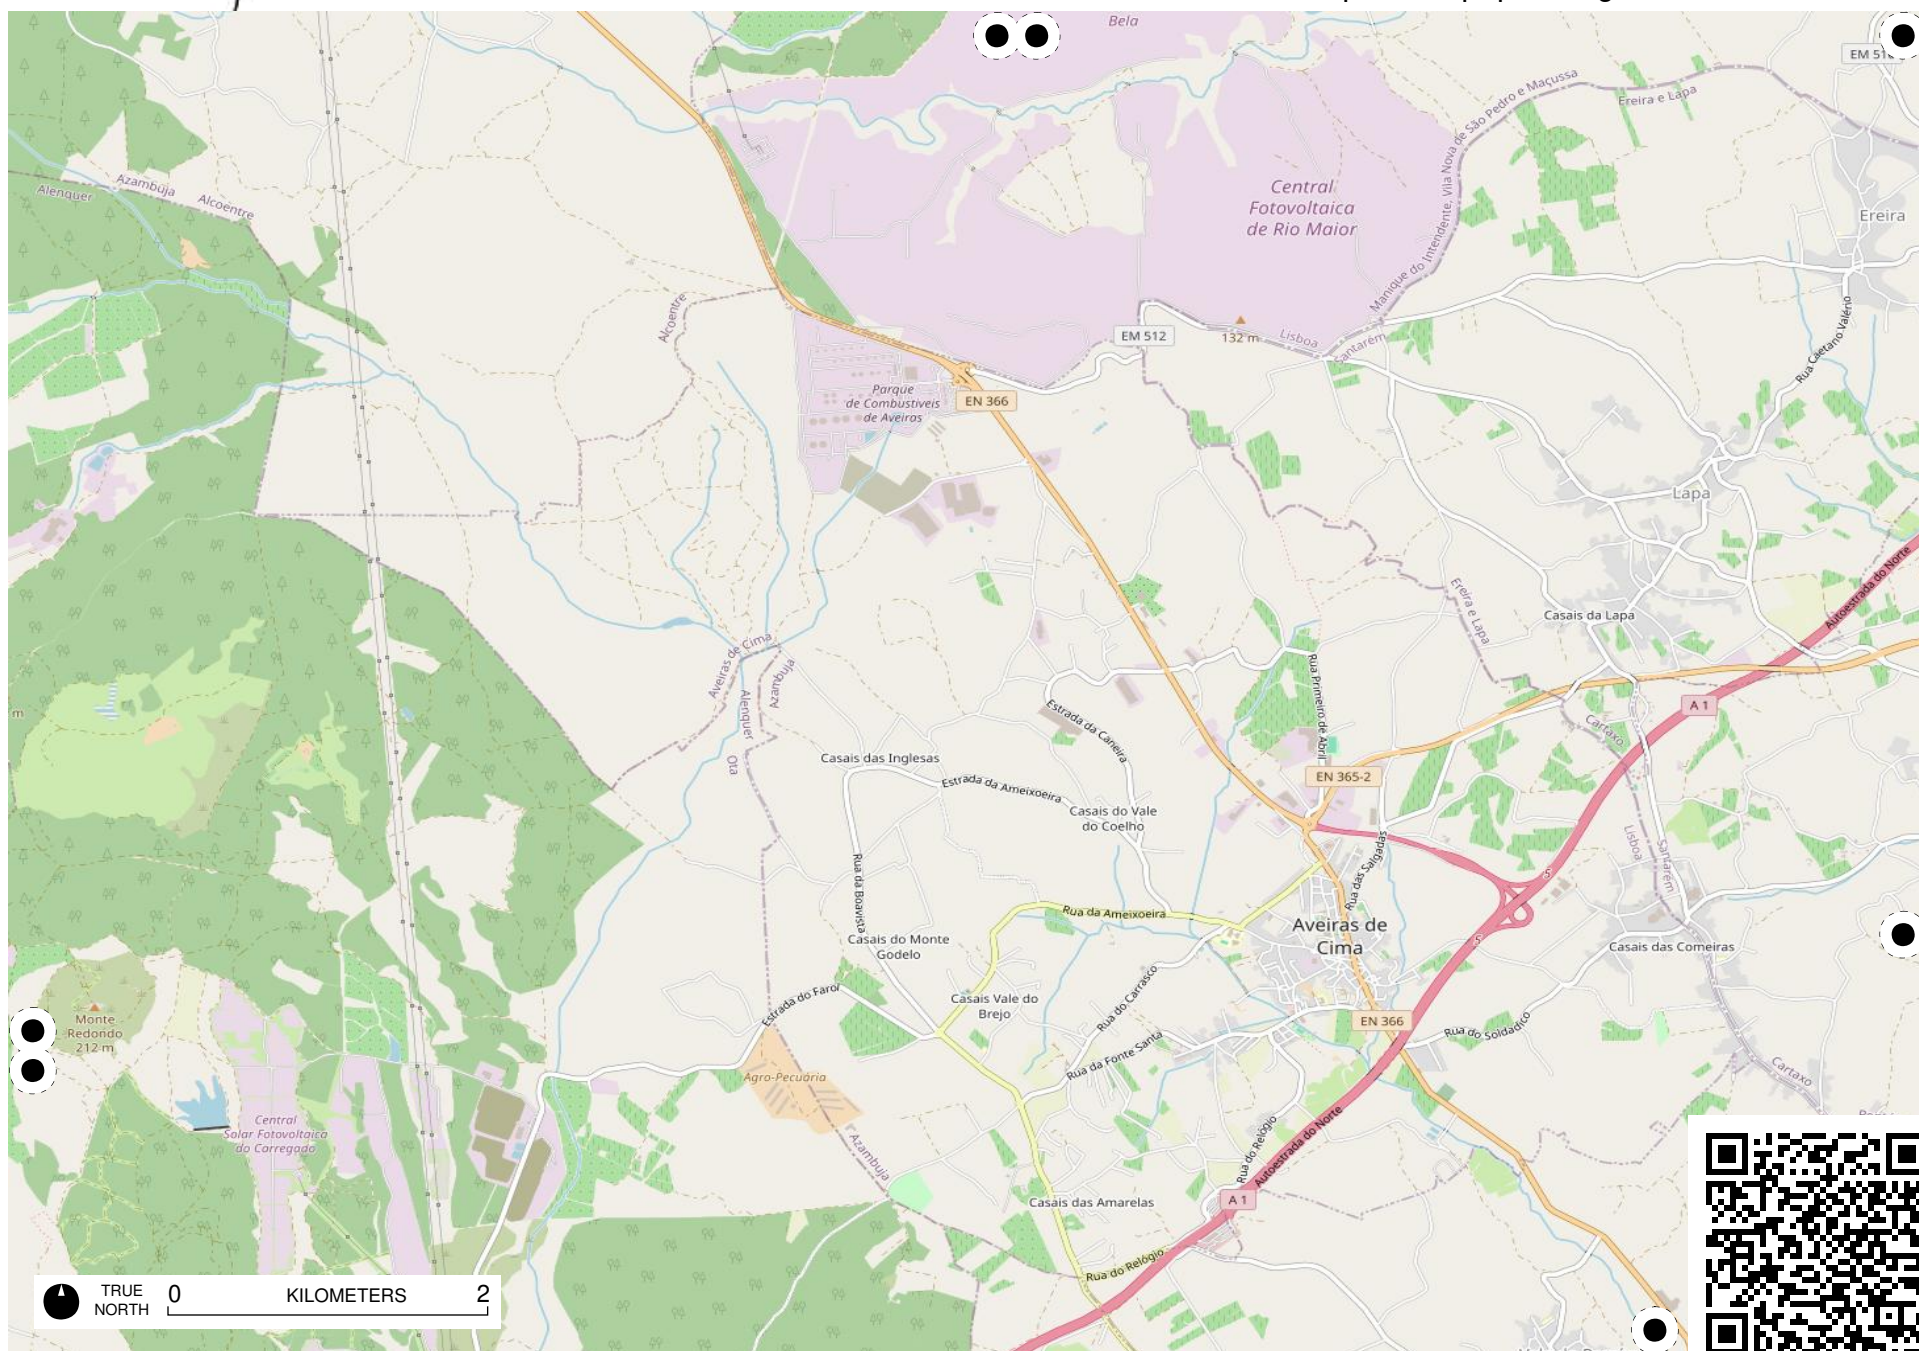 Bela
EM 51
Central
Fotovoltaica
de Rio Maior
Manique do Intendente, Vila Nova de São Pedro e Maçussa
Ereira e Lapa
Ereira
Azambuja
Alcoentre
Alenquer
Alcoentre
EM 512
132 m
Lisboa
Santarém
Rua Caetano Valério
Parque
de Combustíveis
de Aveiras
EN 366
Lapa
Autoestrada do Norte
Casais da Lapa
Ereira e Lapa
Aveiras de Cima
Azambuja
Alenquer
Ota
m
Rua Primeiro de Abril
A 1
Cartaxo
Estrada da Caneira
Casais das Inglesas
Estrada da Ameixoeira
EN 365-2
Casais do Vale
do Coelho
Lisboa
Santarém
Rua da Boavista
Rua das Salgadas
5
Rua da Ameixoeira
Aveiras de
Cima
5
Casais do Monte
Godelo
Casais das Comeiras
Estrada do Farol
Casais Vale do
Brejo
Rua do Carrasco
Monte
Redondo
212 m
EN 366
Rua do Soldadico
Rua da Fonte Santa
Agro-Pecuária
Cartaxo
Central
Solar Fotovoltaica
do Carregado
Azambuja
Rua do Relógio
Autoestrada do Norte
Casais das Amarelas
A 1
Rua do Relógio
TRUE
NORTH
0 KILOMETERS 2